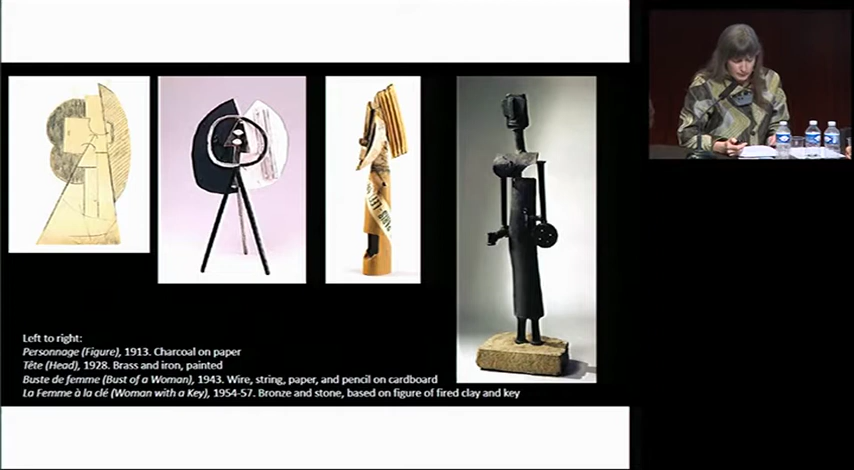 Left to right:
Personnage (Figure), 1913. Charcoal on paper
Tête (Head), 1928. Brass and iron, painted
Buste de femme (Bust of a Woman), 1943. Wire, string, paper, and pencil on cardboard
La Femme à la clé (Woman with a Key), 1954-57. Bronze and stone, based on figure of fired clay and key